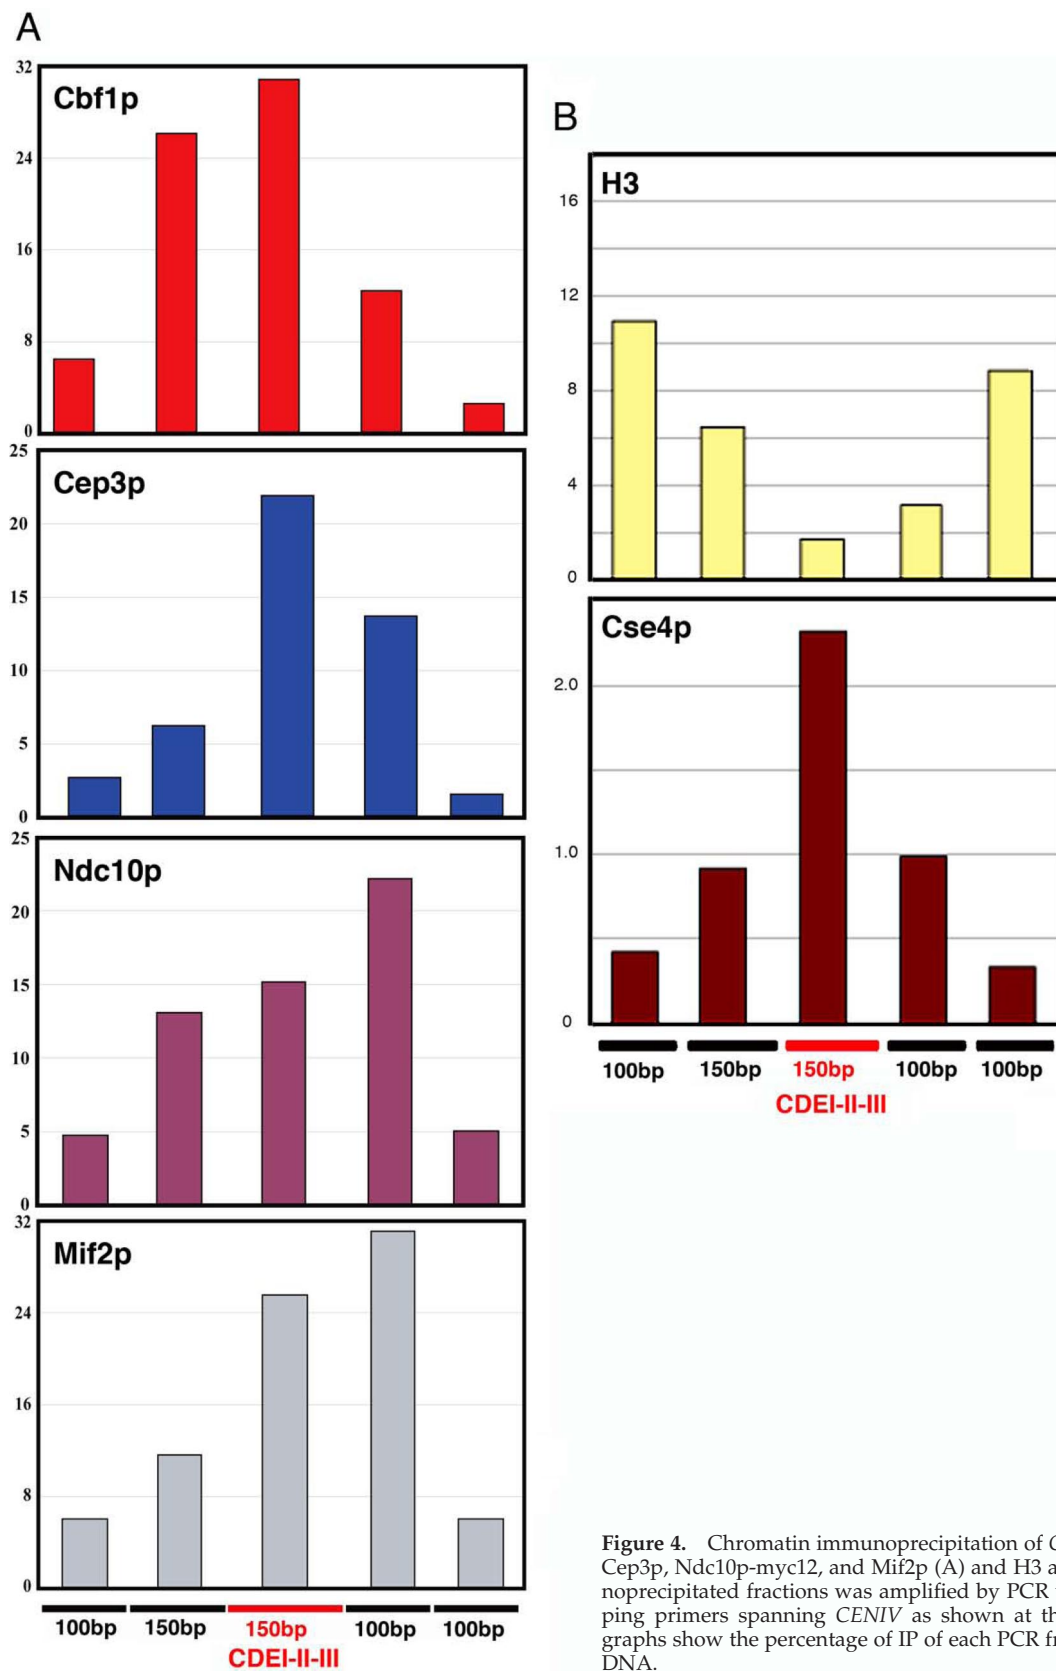 A
32
Cbf1p
24
16
8
0
25
Cep3p
20
15
10
5
0
25
Ndc10p
20
15
10
5
0
32
Mif2p
24
16
8
0
100bp 150bp 150bp 100bp 100bp
CDEI-II-III
B
H3
16
12
8
4
0
Cse4p
2.0
1.0
0
100bp 150bp 150bp 100bp 100bp
CDEI-II-III
Figure 4. Chromatin immunoprecipitation of
Cep3p, Ndc10p-myc12, and Mif2p (A) and H3
noprecipitated fractions was amplified by PCR
ping primers spanning CENIV as shown at
graphs show the percentage of IP of each PCR
DNA.